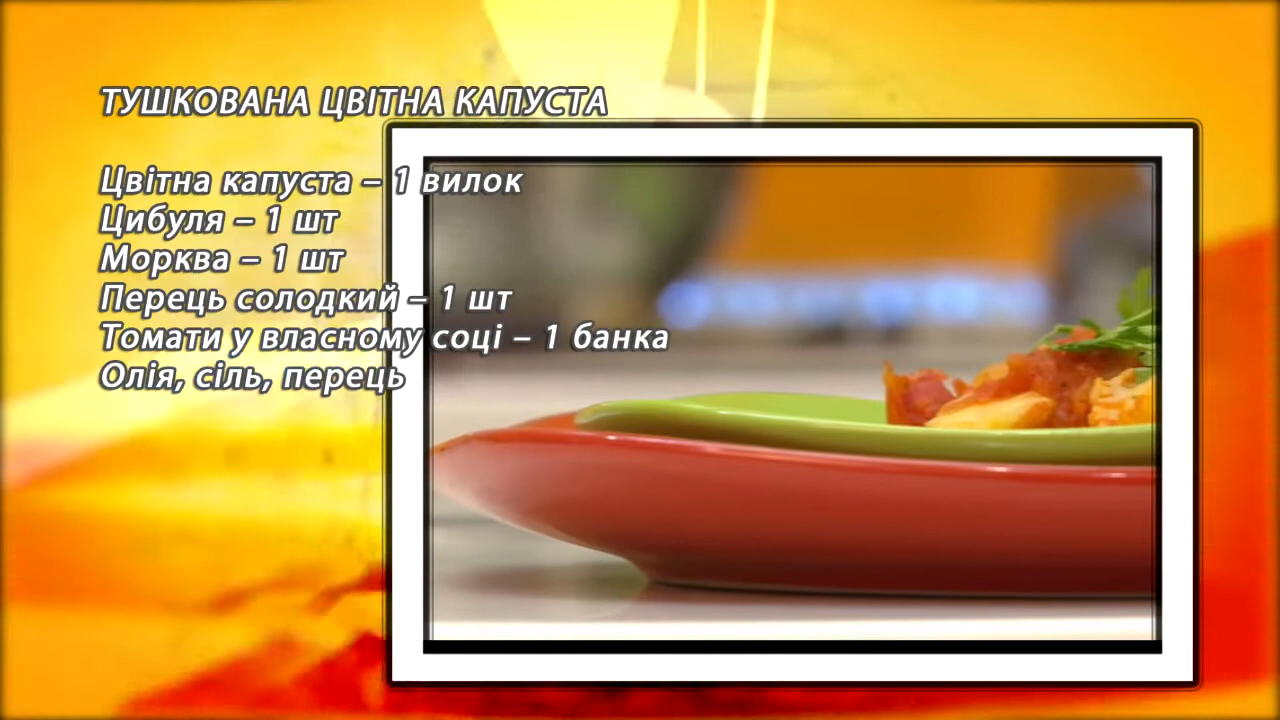 ТУШКОВАНА ЦВІТНА КАПУСТА
Цвітна капуста – 1 вилок
Цибуля – 1 шт
Морква – 1 шт
Перець солодкий – 1 шт
Томати у власному соці – 1 банка
Олія, сіль, перець